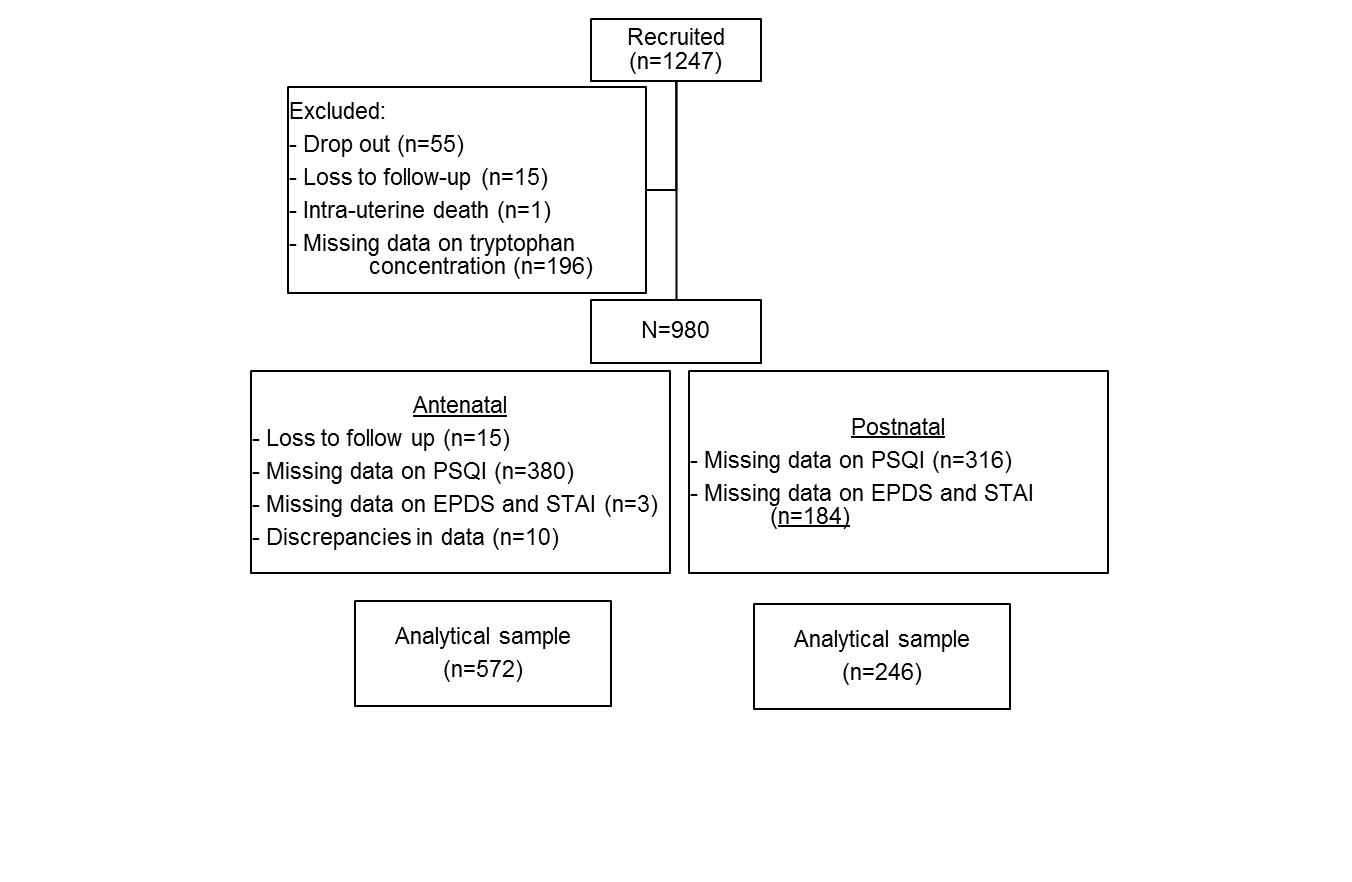 Recruited
(n=1247)
Excluded:
- Drop out (n=55)
- Loss to follow-up (n=15)
- Intra-uterine death (n=1)
- Missing data on tryptophan
concentration (n=196)
N=980
Antenatal
- Loss to follow up (n=15)
- Missing data on PSQI (n=380)
- Missing data on EPDS and STAI (n=3)
- Discrepancies in data (n=10)
Postnatal
- Missing data on PSQI (n=316)
- Missing data on EPDS and STAI
(n=184)
Analytical sample
(n=572)
Analytical sample
(n=246)